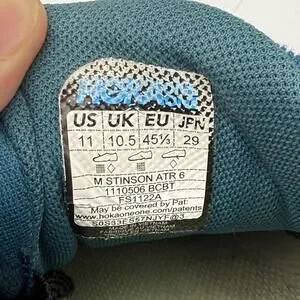 HOKA®
US UK EU JPN
11 10.5 45⅓ 29
M STINSON ATR 6
1110506 BCBT
FS1122A
May be covered by Pat:
www.hokaoneone.com/patents